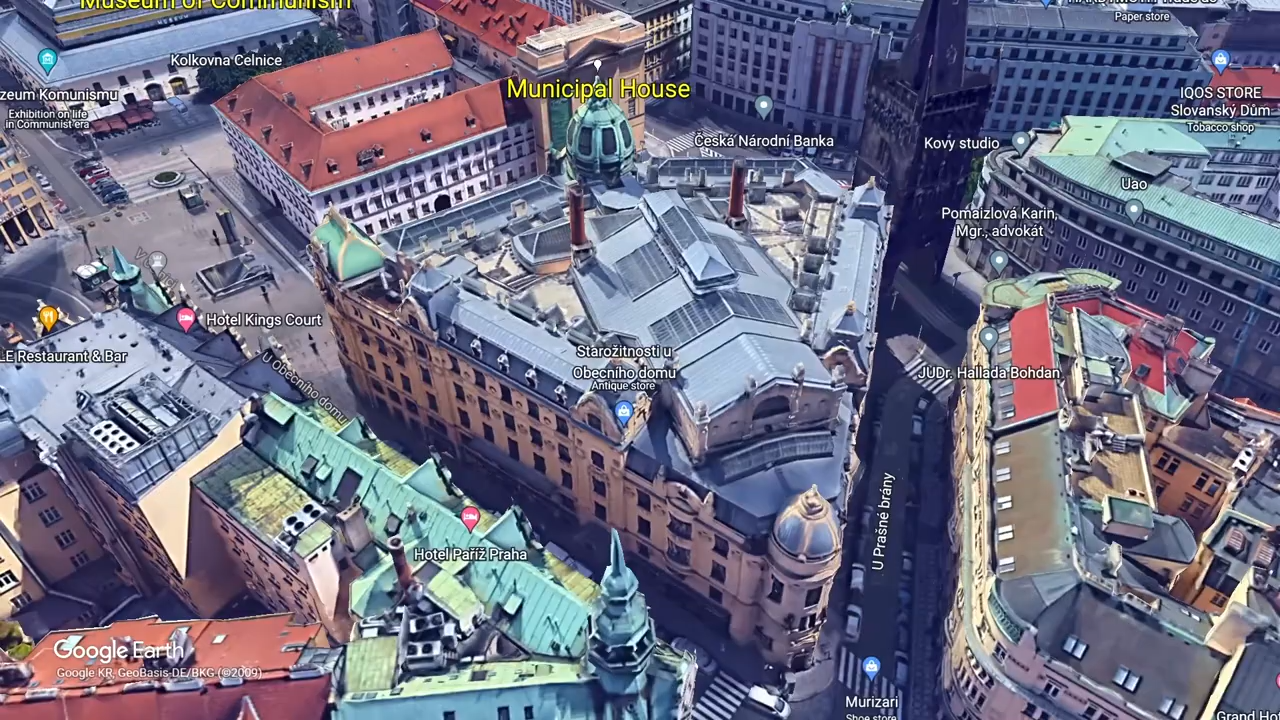 Museum of Communism
Paper store
Kolkovna Celnice
Municipal House
IQOS STORE
Slovanský Dům
Tobacco shop
zeum Komunismu
Exhibition on life
in Communist era
Česká Národní Banka
Kovy studio
Uao
Pomaizlová Karin,
Mgr., advokát
Hotel Kings Court
LE Restaurant & Bar
U Obecního domu
Starožitnosti u
Obecního domu
Antique store
JUDr. Hallada Bohdan
U Prašné brány
Hotel Paříž Praha
Google Earth
Google KR, GeoBasis-DE/BKG (©2009)
Murizari
Shoe store
Grand Ho